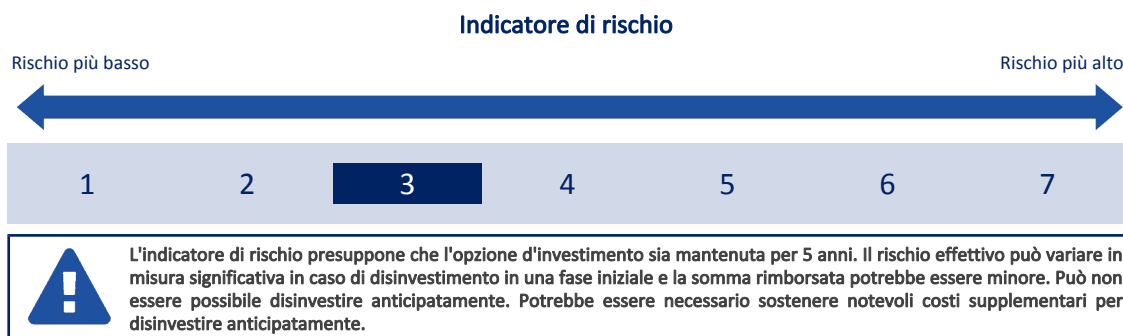 Indicatore di rischio
Rischio più basso
Rischio più alto
1 2 3 4 5 6 7
L'indicatore di rischio presuppone che l'opzione d'investimento sia mantenuta per 5 anni. Il rischio effettivo può variare in
misura significativa in caso di disinvestimento in una fase iniziale e la somma rimborsata potrebbe essere minore. Può non
essere possibile disinvestire anticipatamente. Potrebbe essere necessario sostenere notevoli costi supplementari per
disinvestire anticipatamente.